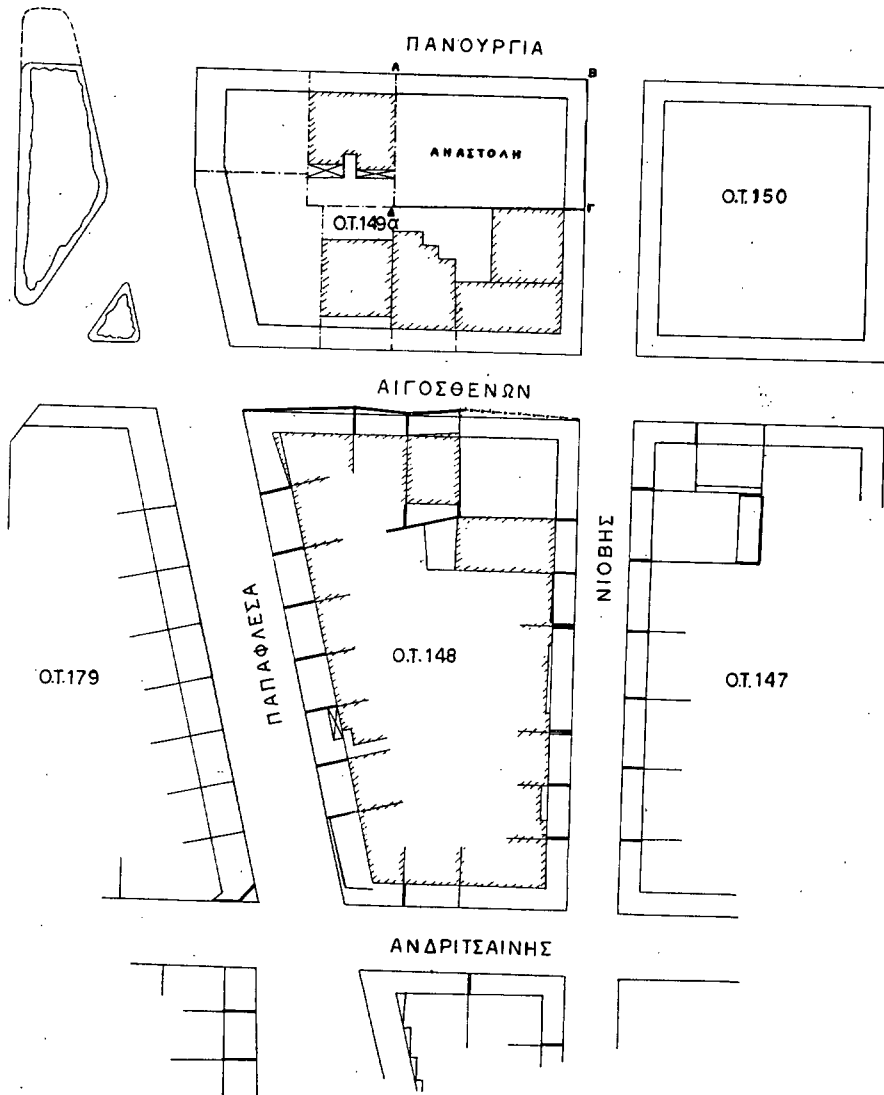 ΠΑΝΟΥΡΓΙΑ
Α
Β
ΑΝΑΣΤΟΛΗ
Ο.Τ.150
Δ
Γ
Ο.Τ.149α
ΑΙΓΟΣΘΕΝΩΝ
ΝΙΟΒΗΣ
ΠΑΠΑΦΛΕΣΑ
Ο.Τ.179
Ο.Τ.148
Ο.Τ.147
ΑΝΔΡΙΤΣΑΙΝΗΣ